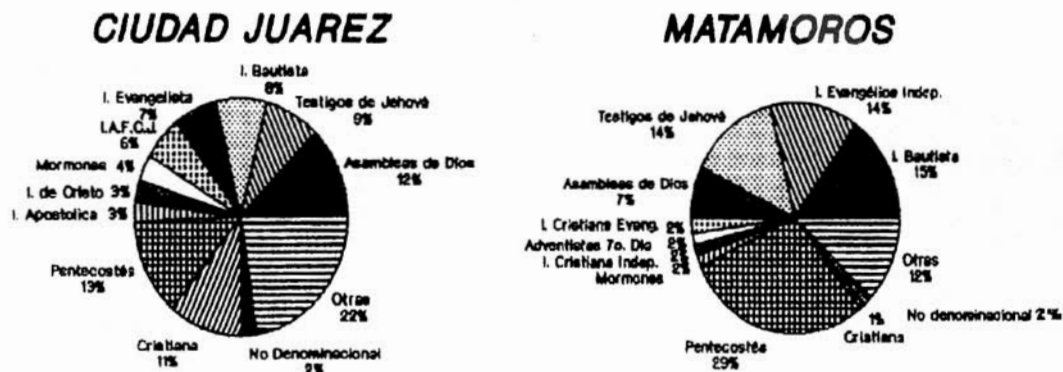 CIUDAD JUAREZ
I. Bautista
8%
I. Evangelista
7%
Testigos de Jehová
9%
I.A.F.C.J.
6%
Asambleas de Dios
12%
Mormones 4%
I. de Cristo 3%
I. Apostolica 3%
Pentecostés
13%
Otras
22%
Cristiana
11%
No Denominacional
2%
MATAMOROS
I. Evangélica Indep.
14%
Testigos de Jehová
14%
I. Bautista
15%
Asambleas de Dios
7%
I. Cristiana Evang. 2%
Adventistas 7o. Dia
I. Cristiana Indep.
Mormones
Otras
12%
No denominacional 2%
1%
Cristiana
Pentecostés
29%